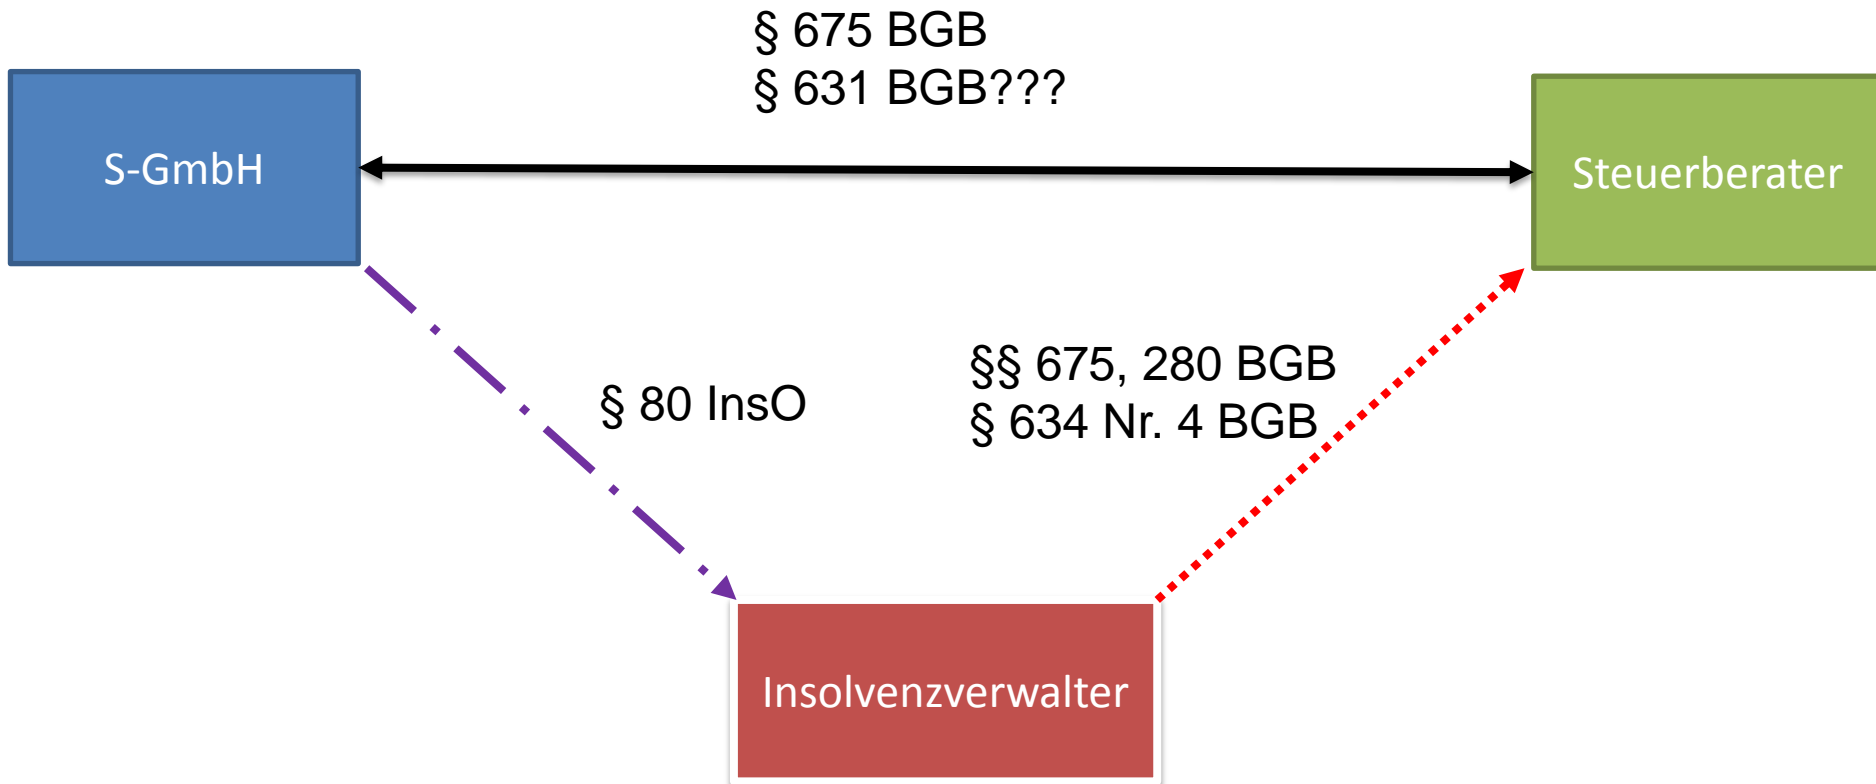 § 675 BGB
§ 631 BGB???
S-GmbH
Steuerberater
§ 80 InsO
§§ 675, 280 BGB
§ 634 Nr. 4 BGB
Insolvenzverwalter